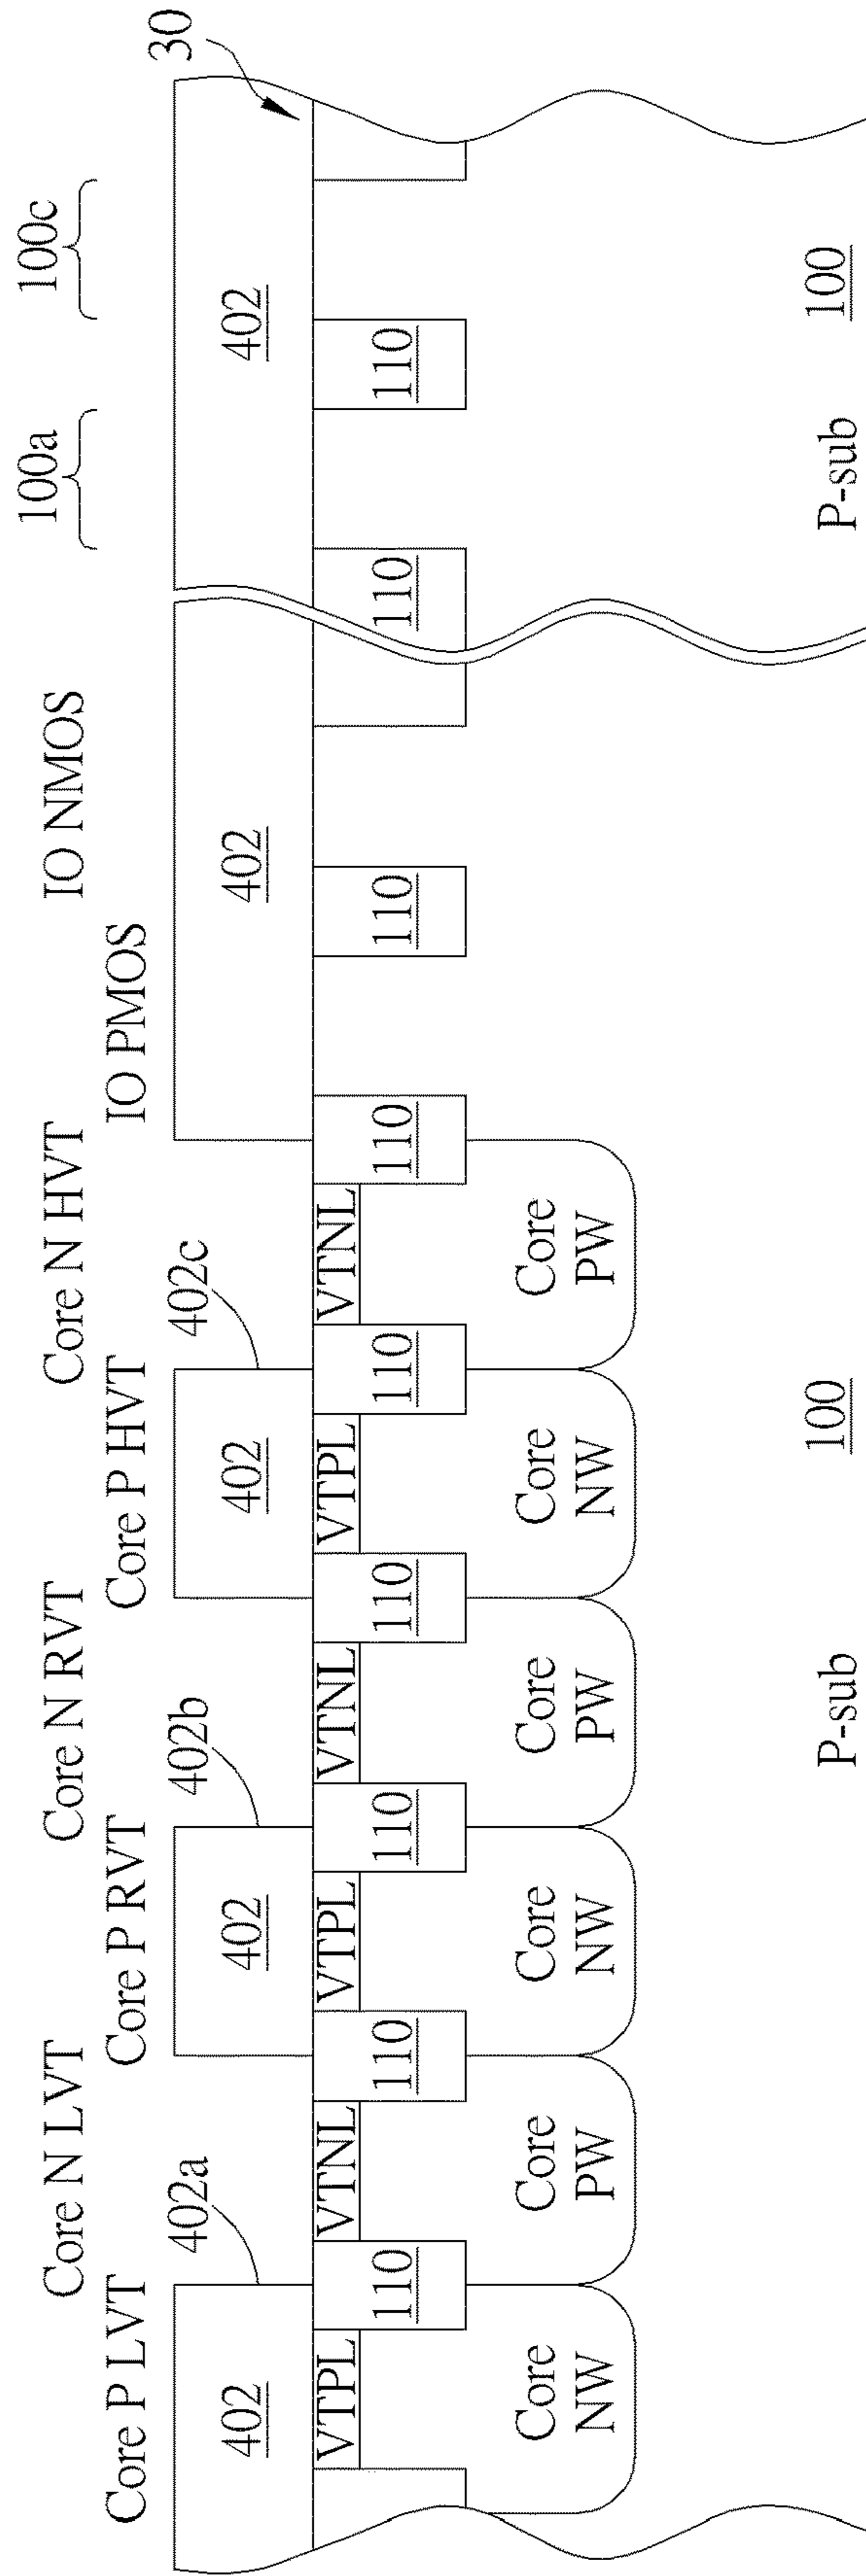 Core N LVT
Core N RVT
Core N HVT
IO NMOS
100a
100c
Core P LVT
Core P RVT
Core P HVT
IO PMOS
30
402a
402b
402c
402
402
402
402
402
VTPL
VTNL
VTPL
VTNL
VTPL
VTNL
110
110
110
110
110
110
110
110
110
Core NW
Core PW
Core NW
Core PW
Core NW
Core PW
P-sub
100
P-sub
100